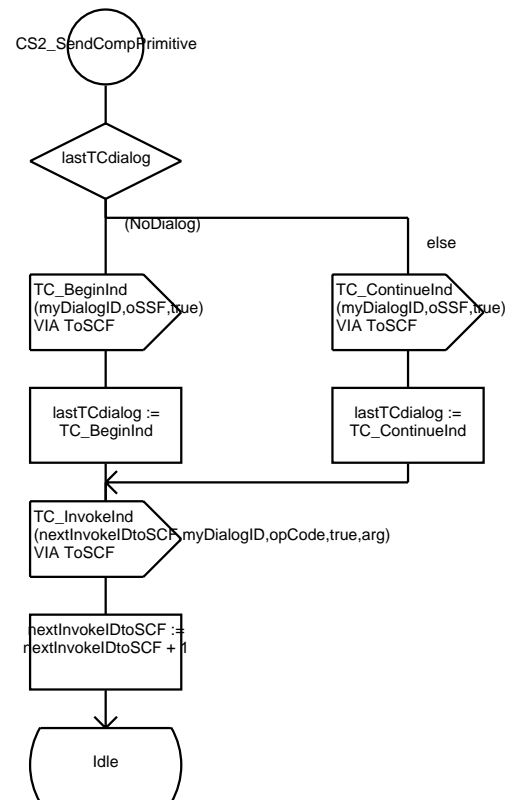 CS2_SendCompPrimitive
lastTCdialog
(NoDialog)
else
TC_BeginInd
(myDialogID,oSSF,true)
VIA ToSCF
TC_ContinueInd
(myDialogID,oSSF,true)
VIA ToSCF
lastTCdialog :=
TC_BeginInd
lastTCdialog :=
TC_ContinueInd
TC_InvokeInd
(nextInvokeIDtoSCF,myDialogID,opCode,true,arg)
VIA ToSCF
nextInvokeIDtoSCF :=
nextInvokeIDtoSCF + 1
Idle